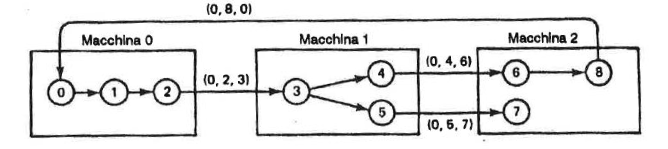 (0, 8, 0)
Macchina 0 Macchina 1 Macchina 2
(0, 2, 3) (0, 4, 6)
0 1 2 3 4 5 6 7 8
(0, 5, 7)